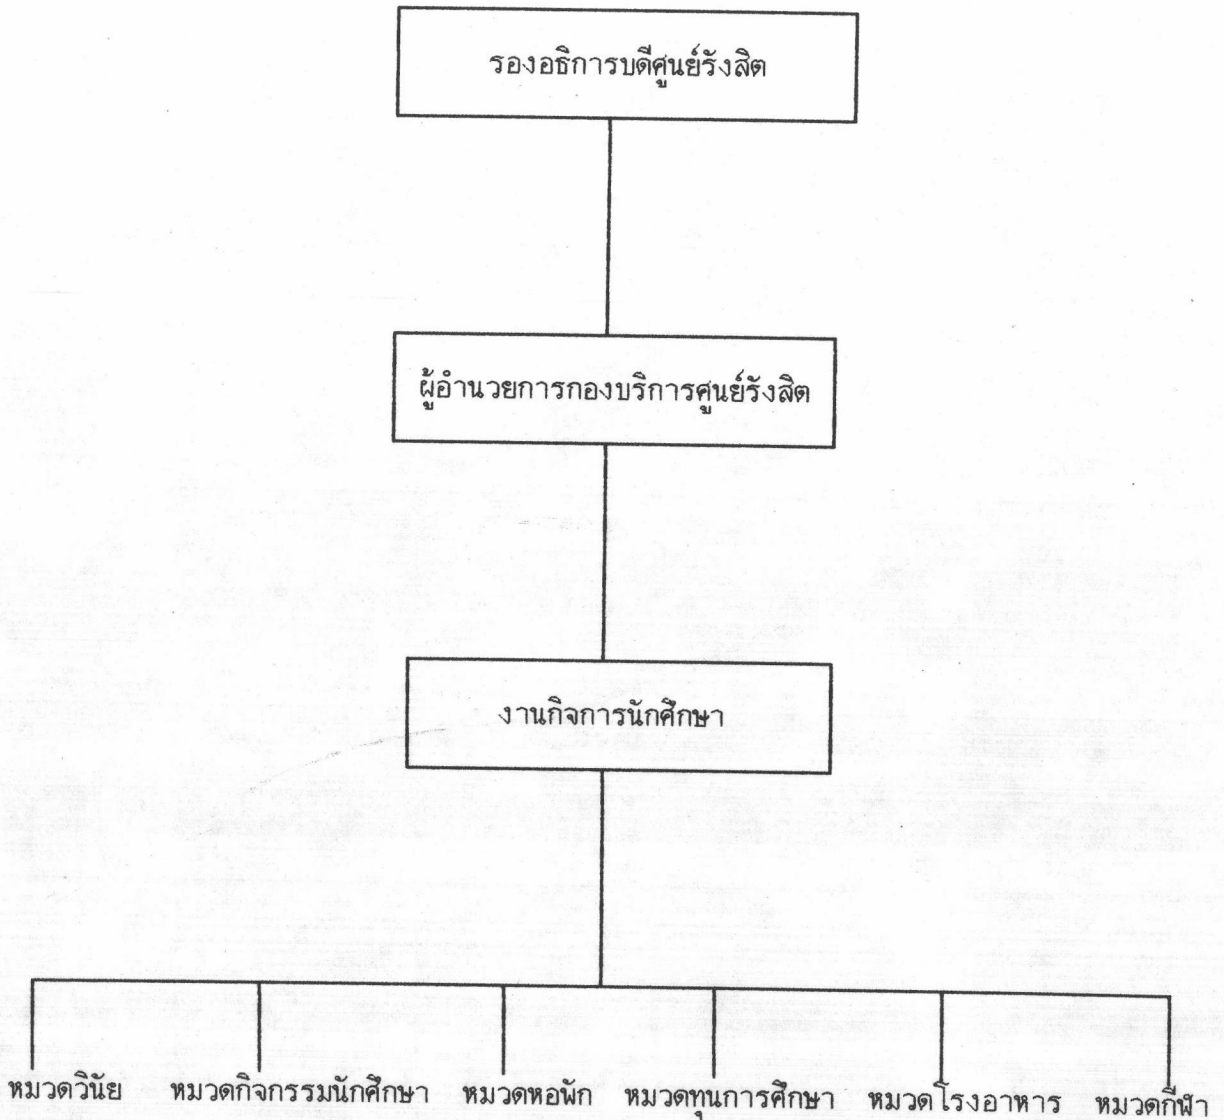 รองอธิการบดีศูนย์รังสิต
ผู้อำนวยการกองบริการศูนย์รังสิต
งานกิจการนักศึกษา
หมวดวินัย หมวดกิจกรรมนักศึกษา หมวดหอพัก หมวดทุนการศึกษา หมวดโรงอาหาร หมวดกีฬา